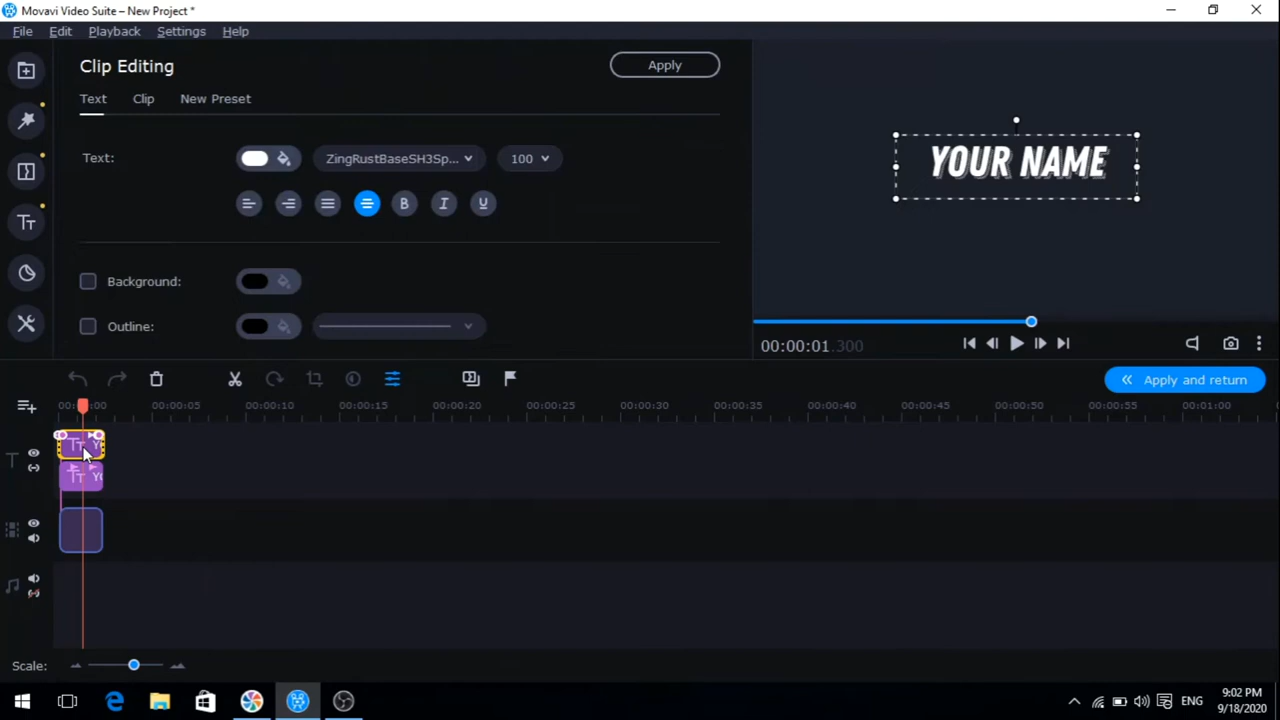 Movavi Video Suite – New Project *
File Edit Playback Settings Help
Clip Editing
Apply
Text Clip New Preset
Text:
ZingRustBaseSH3Sp...
100
B I U
Background:
Outline:
YOUR NAME
00:00:01.300
Apply and return
00:00:05 00:00:10 00:00:15 00:00:20 00:00:25 00:00:30 00:00:35 00:00:40 00:00:45 00:00:50 00:00:55 00:01:00
Scale:
ENG
9:02 PM
9/18/2020